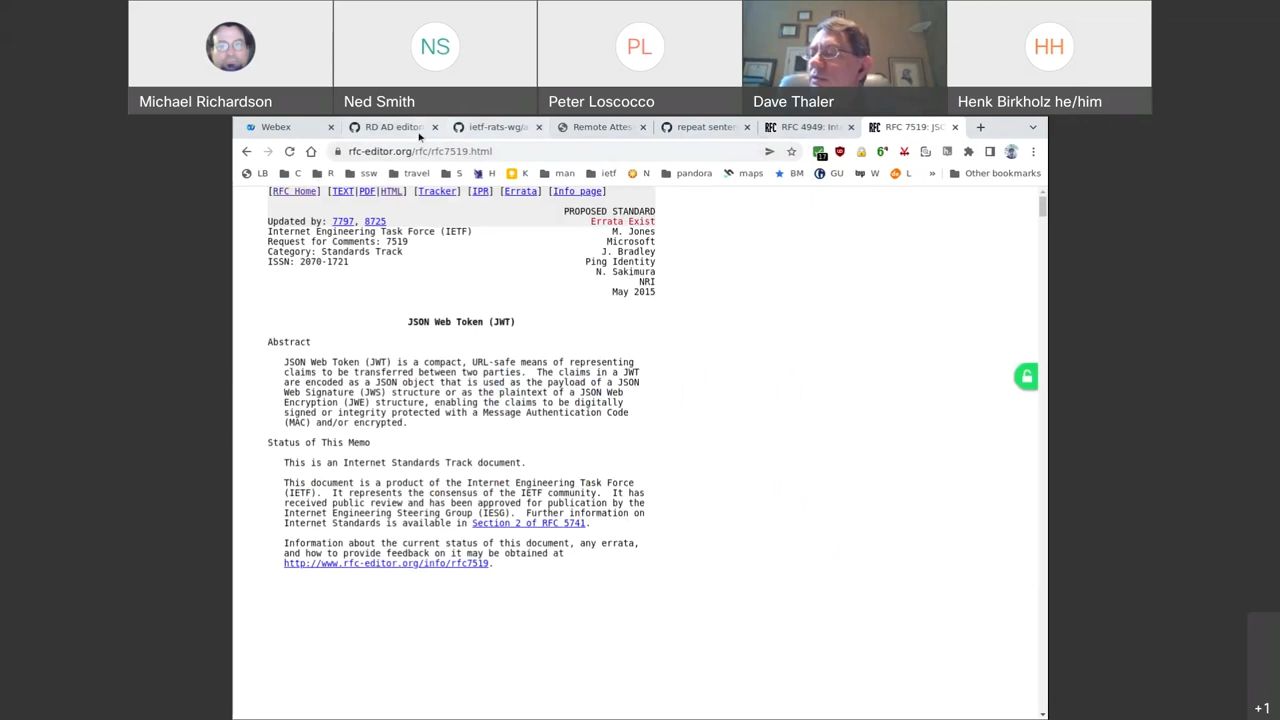 NS
PL
HH
Michael Richardson
Ned Smith
Peter Loscocco
Dave Thaler
Henk Birkholz he/him
Webex
RD AD editor
ietf-rats-wg/a
Remote Attes
repeat senten
RFC 4949: Inte
RFC 7519: JSC
rfc-editor.org/rfc/rfc7519.html
17
6
LB
C
R
ssw
travel
S
H
K
man
ietf
N
pandora
maps
BM
GU
W
L
»
Other bookmarks
[RFC Home] [TEXT|PDF|HTML] [Tracker] [IPR] [Errata] [Info page]
PROPOSED STANDARD
Updated by: 7797, 8725 Errata Exist
Internet Engineering Task Force (IETF) M. Jones
Request for Comments: 7519 Microsoft
Category: Standards Track J. Bradley
ISSN: 2070-1721 Ping Identity
N. Sakimura
NRI
May 2015
JSON Web Token (JWT)
Abstract
JSON Web Token (JWT) is a compact, URL-safe means of representing
claims to be transferred between two parties. The claims in a JWT
are encoded as a JSON object that is used as the payload of a JSON
Web Signature (JWS) structure or as the plaintext of a JSON Web
Encryption (JWE) structure, enabling the claims to be digitally
signed or integrity protected with a Message Authentication Code
(MAC) and/or encrypted.
Status of This Memo
This is an Internet Standards Track document.
This document is a product of the Internet Engineering Task Force
(IETF). It represents the consensus of the IETF community. It has
received public review and has been approved for publication by the
Internet Engineering Steering Group (IESG). Further information on
Internet Standards is available in Section 2 of RFC 5741.
Information about the current status of this document, any errata,
and how to provide feedback on it may be obtained at
http://www.rfc-editor.org/info/rfc7519.
+1